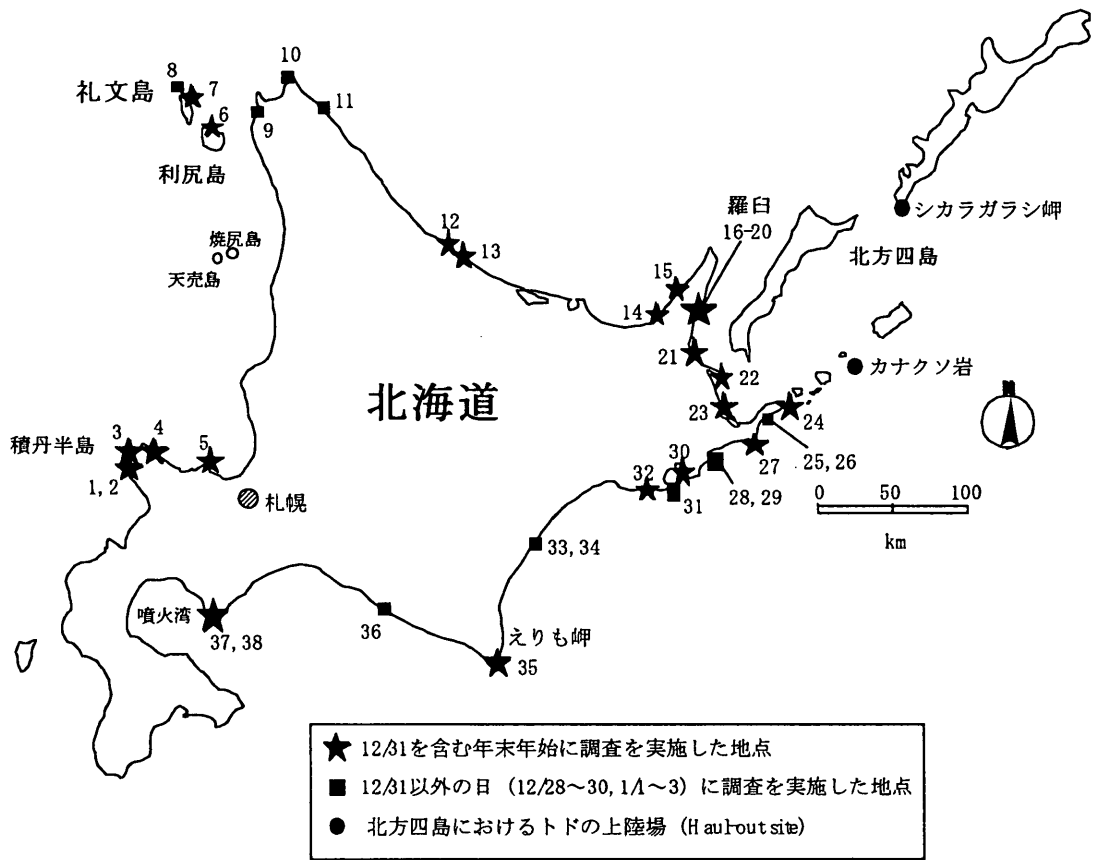 10
8
礼文島
7
11
9
6
利尻島
シカラガラシ岬
羅臼
16-20
12
焼尻島
北方四島
13
15
天売島
14
カナクソ岩
21
22
北海道
N
23
24
3
4
積丹半島
5
30
27
25, 26
32
1, 2
札幌
31
28, 29
0 50 100
km
33, 34
噴火湾
36
えりも岬
37, 38
35
★ 12/31を含む年末年始に調査を実施した地点
■ 12/31以外の日（12/28～30, 1/1～3）に調査を実施した地点
● 北方四島におけるトドの上陸場（Haul-out site）